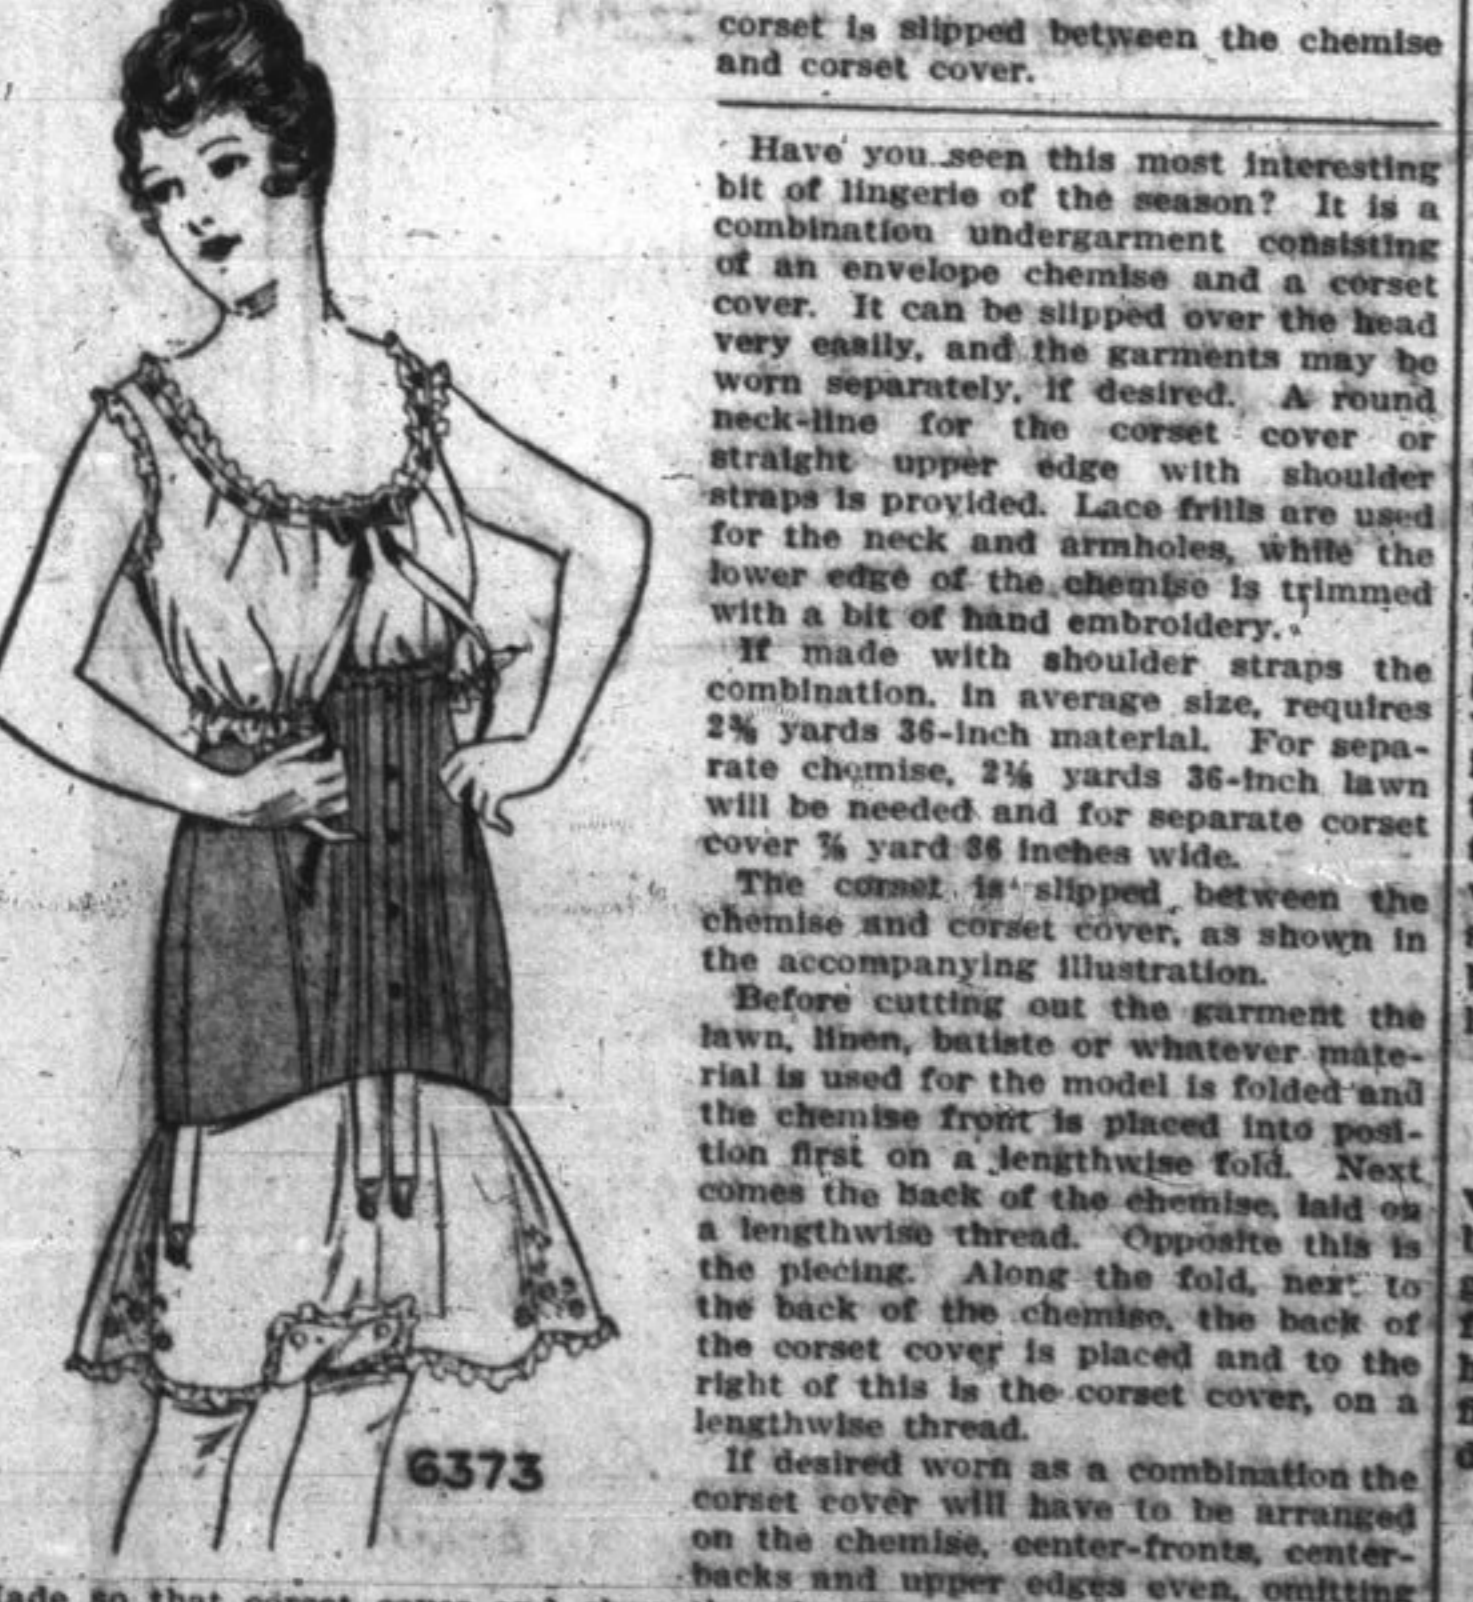 corset is slipped between the chemise
and corset cover.
Have you seen this most interesting
bit of lingerie of the season? It is a
combination undergarment consisting
of an envelope chemise and a corset
cover. It can be slipped over the head
very easily, and the garments may be
worn separately, if desired. A round
neck-line for the corset cover or
straight upper edge with shoulder
straps is provided. Lace frills are used
for the neck and armholes, while the
lower edge of the chemise is trimmed
with a bit of hand embroidery.
If made with shoulder straps the
combination, in average size, requires
yards 36-inch material. For sepa-
rate chemise, 2⅛ yards 36-inch lawn
will be needed and for separate corset
cover ⅞ yard 36 inches wide.
The corset is slipped between the
chemise and corset cover, as shown in
the accompanying illustration.
Before cutting out the garment the
lawn, linen, batiste or whatever mate-
rial is used for the model is folded and
the chemise front is placed into posi-
tion first on a lengthwise fold. Next
comes the back of the chemise, laid on
a lengthwise thread. Opposite this is
the piecing. Along the fold, next to
the back of the chemise, the back of
the corset cover is placed and to the
right of this is the corset cover, on a
lengthwise thread.
If desired worn as a combination the
corset cover will have to be arranged
on the chemise, center-fronts, center-
backs and upper edges even, omitting
6373
so that corset